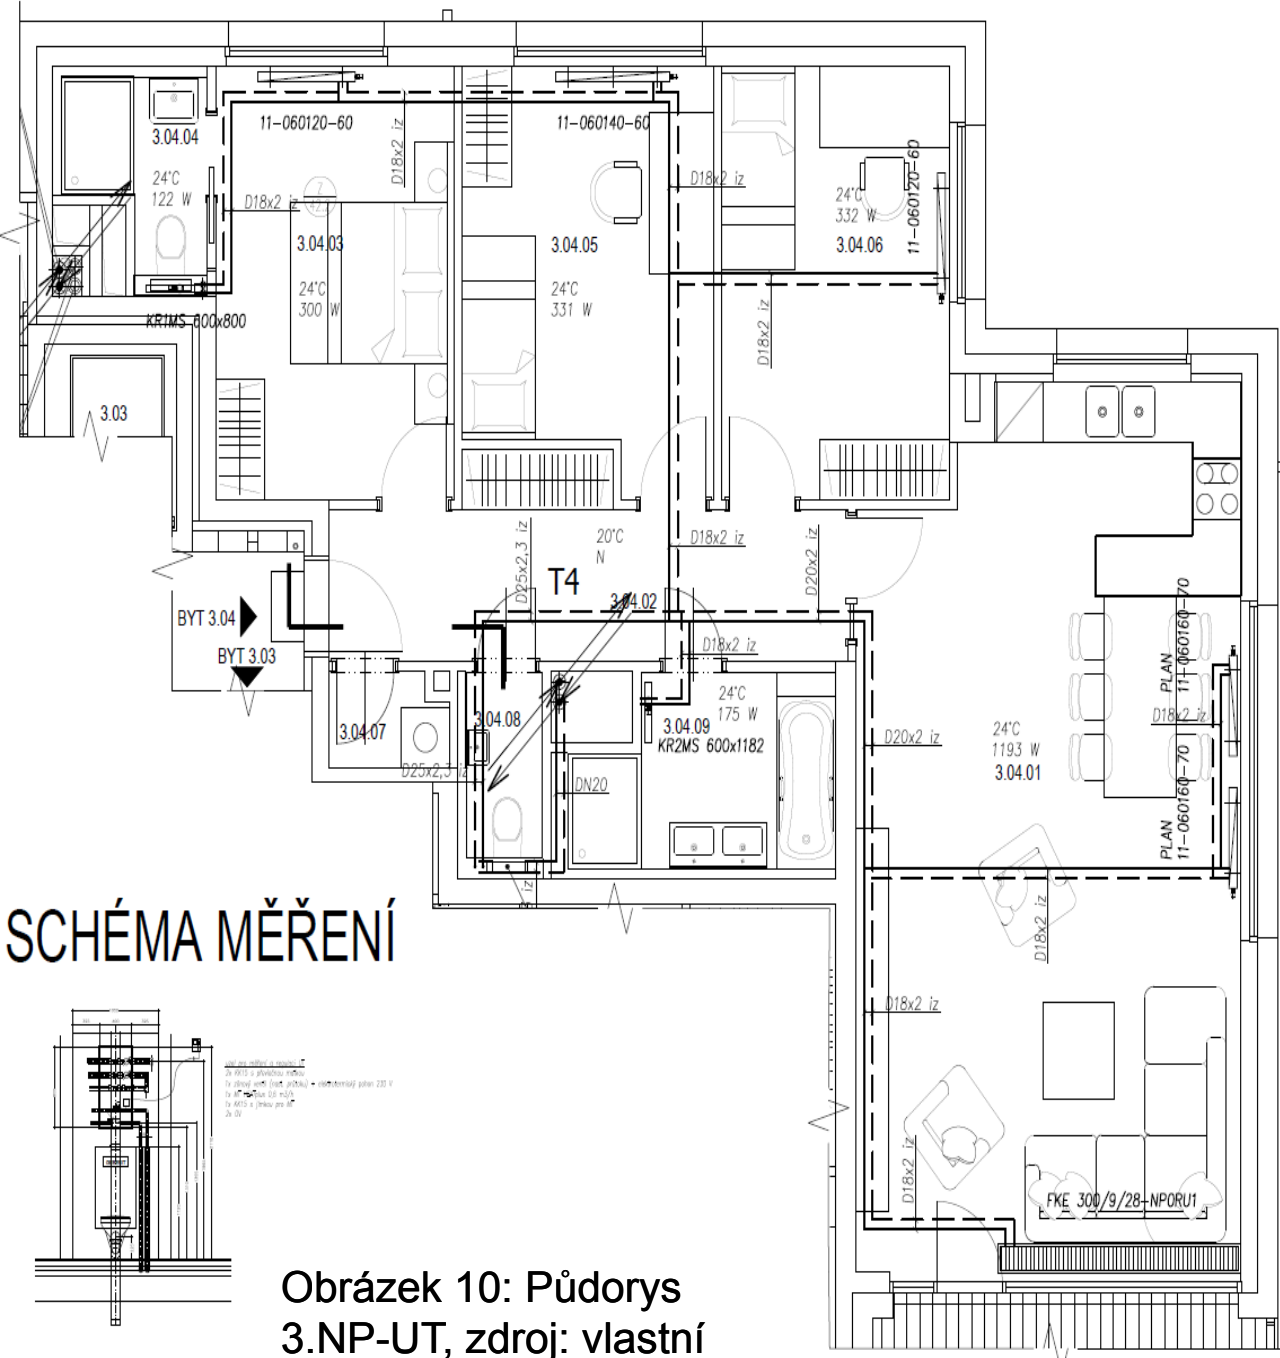 11-060120-60
11-060140-60
3.04.04
24°C
122 W
D18x2 iz
D18x2 iz
D18x2 iz
3.04.03
24°C
300 W
3.04.05
24°C
331 W
24°C
332 W
3.04.06
11-060120-60
KR1MS 600x800
D18x2 iz
3.03
D25x2,3 iz
20°C
N
D18x2 iz
D20x2 iz
T4
3.04.02
BYT 3.04
BYT 3.03
D18x2 iz
24°C
175 W
3.04.07
3.04.08
3.04.09
KR2MS 600x1182
D20x2 iz
24°C
1193 W
3.04.01
PLAN
11-060160-70
D18x2 iz
PLAN
11-060160-70
D25x2,3 iz
DN20
iz
D18x2 iz
D18x2 iz
D18x2 iz
FKE 300/9/28-NPORU1
SCHÉMA MĚŘENÍ
Obrázek 10: Půdorys
3.NP-UT, zdroj: vlastní